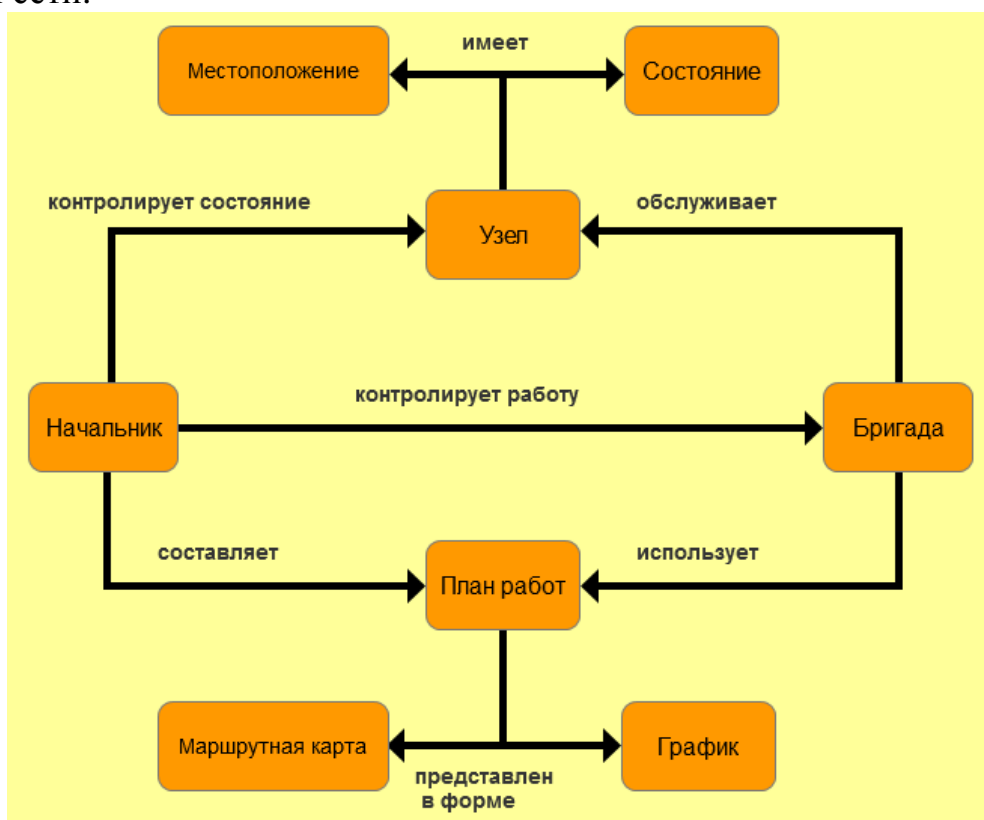 имеет
Местоположение
Состояние
контролирует состояние
обслуживает
Узел
контролирует работу
Начальник
Бригада
составляет
использует
План работ
Маршрутная карта
График
представлен
в форме